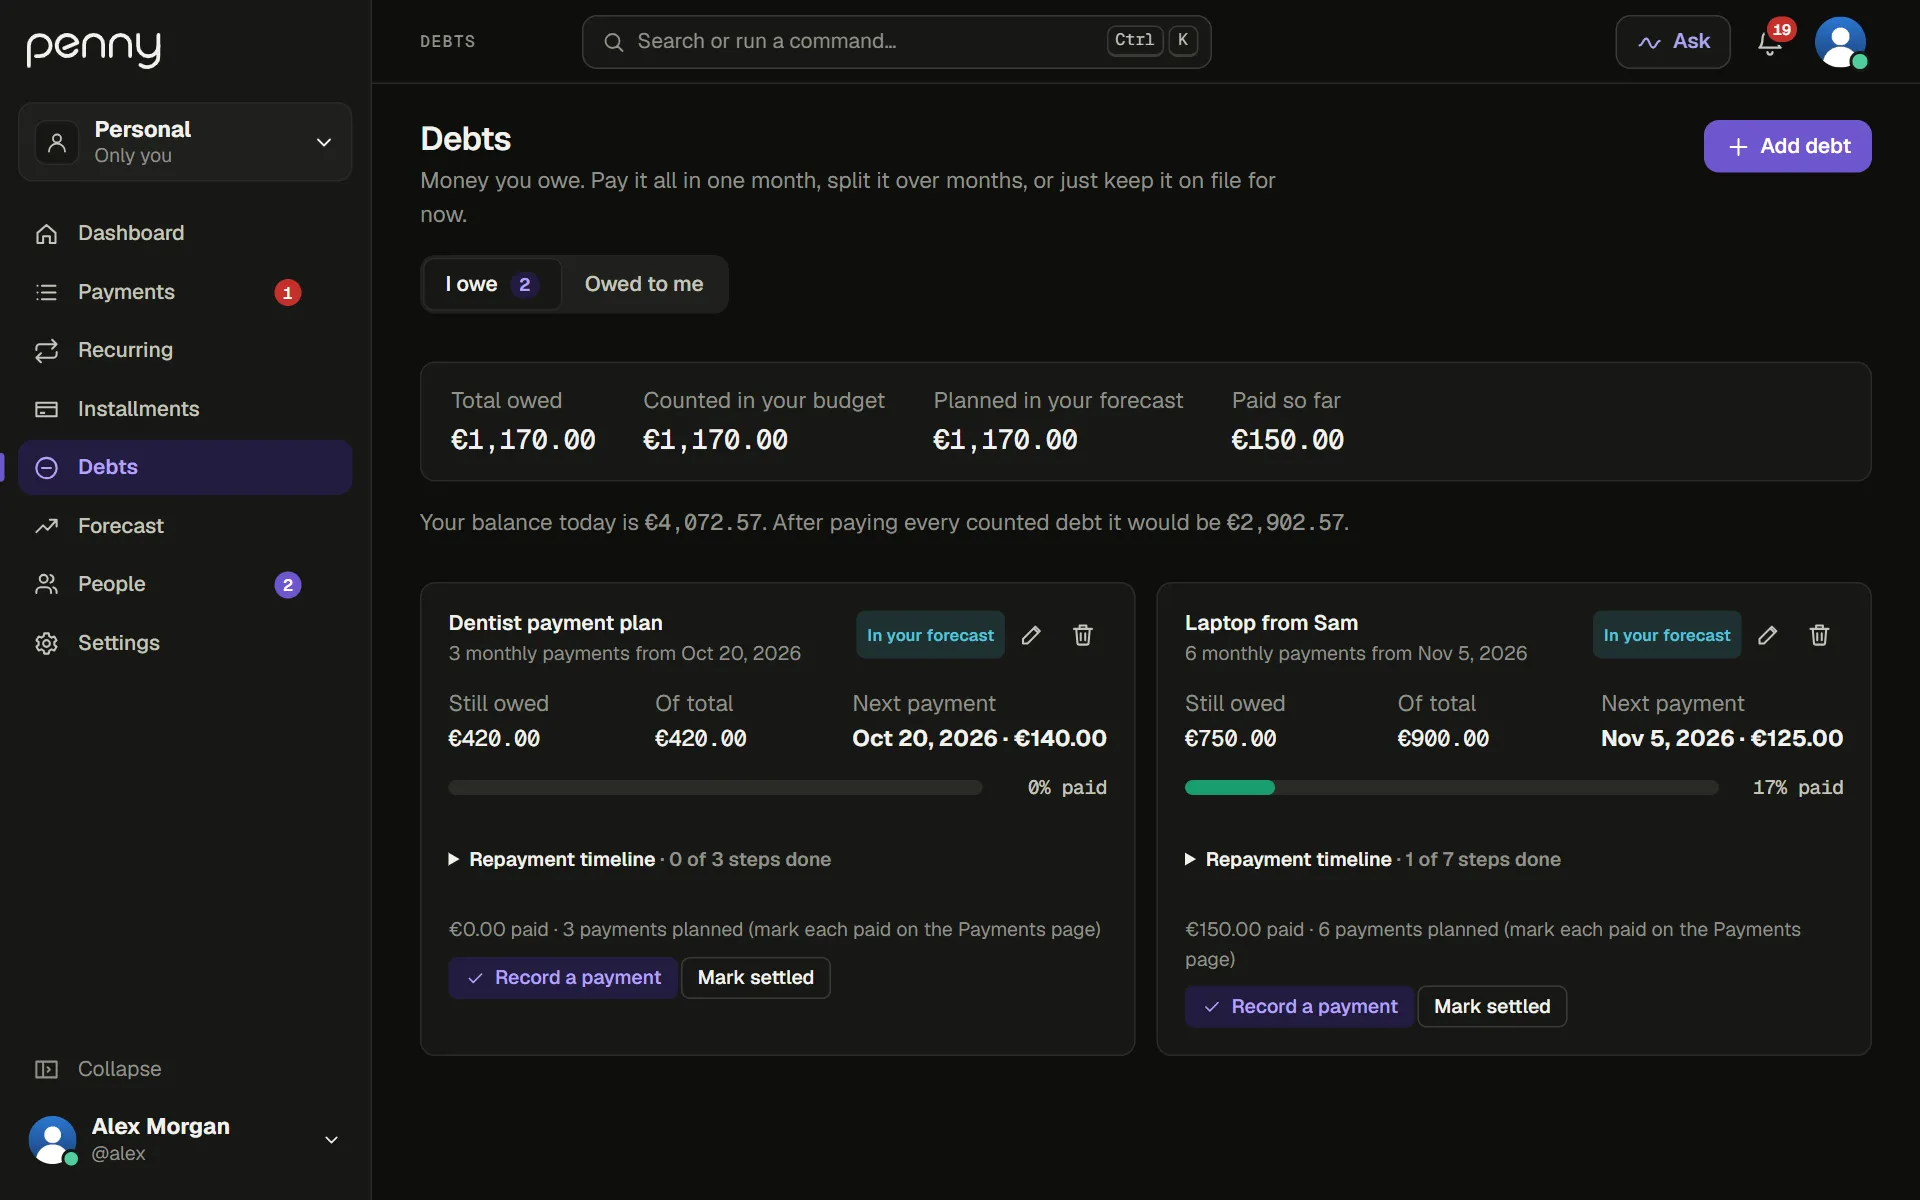 penny
DEBTS
Search or run a command...
Ctrl
K
Ask
19
Personal
Only you
Dashboard
Payments
1
Recurring
Installments
Debts
Forecast
People
2
Settings
Collapse
Alex Morgan
@alex
Debts
Money you owe. Pay it all in one month, split it over months, or just keep it on file for
now.
Add debt
I owe 2
Owed to me
Total owed
€1,170.00
Counted in your budget
€1,170.00
Planned in your forecast
€1,170.00
Paid so far
€150.00
Your balance today is €4,072.57. After paying every counted debt it would be €2,902.57.
Dentist payment plan
3 monthly payments from Oct 20, 2026
In your forecast
Still owed
€420.00
Of total
€420.00
Next payment
Oct 20, 2026 · €140.00
0% paid
Repayment timeline · 0 of 3 steps done
€0.00 paid · 3 payments planned (mark each paid on the Payments page)
Record a payment
Mark settled
Laptop from Sam
6 monthly payments from Nov 5, 2026
In your forecast
Still owed
€750.00
Of total
€900.00
Next payment
Nov 5, 2026 · €125.00
17% paid
Repayment timeline · 1 of 7 steps done
€150.00 paid · 6 payments planned (mark each paid on the Payments
page)
Record a payment
Mark settled